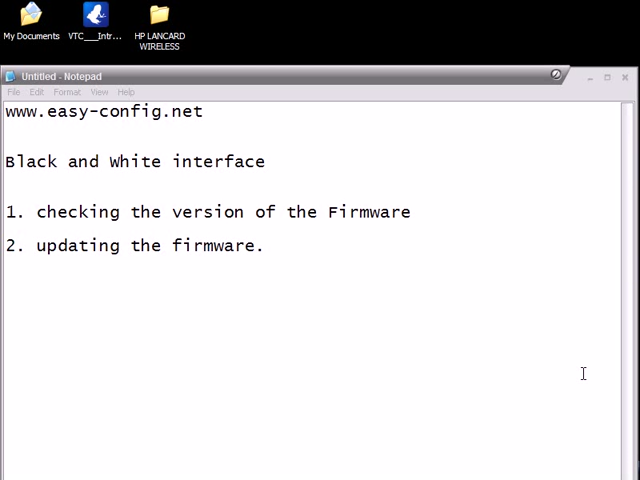 My Documents
VTC___Intr...
HP LANCARD
WIRELESS
Untitled - Notepad
File Edit Format View Help
www.easy-config.net
Black and White interface
1. checking the version of the Firmware
2. updating the firmware.